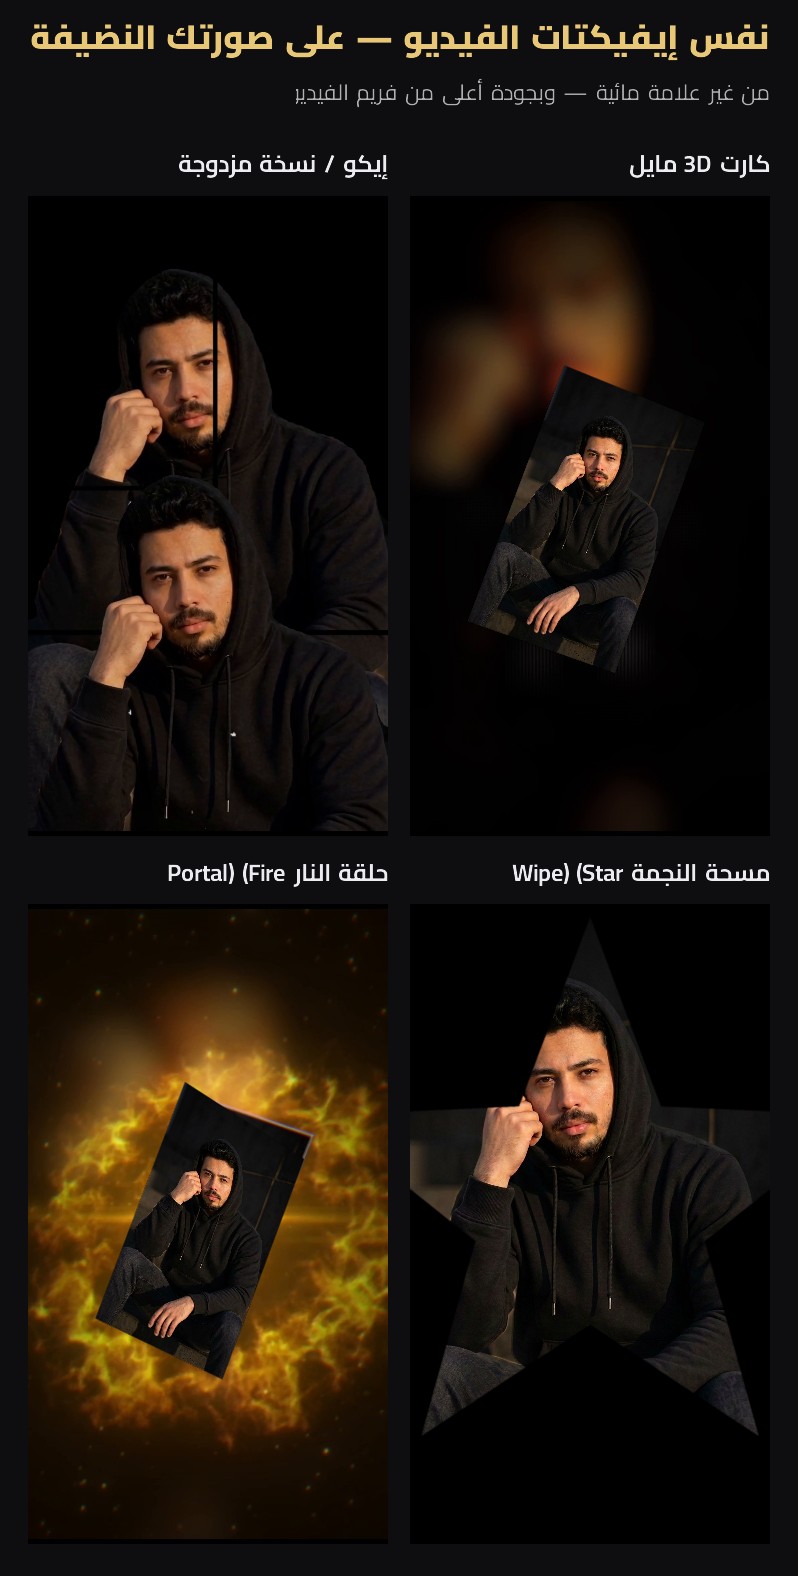 نفس إيفيكتات الفيديو — على صورتك النضيفة
من غير علامة مائية — وبجودة أعلى من فريم الفيديو
كارت 3D مايل
إيكو / نسخة مزدوجة
مسحة النجمة (Star Wipe)
حلقة النار (Fire Portal)